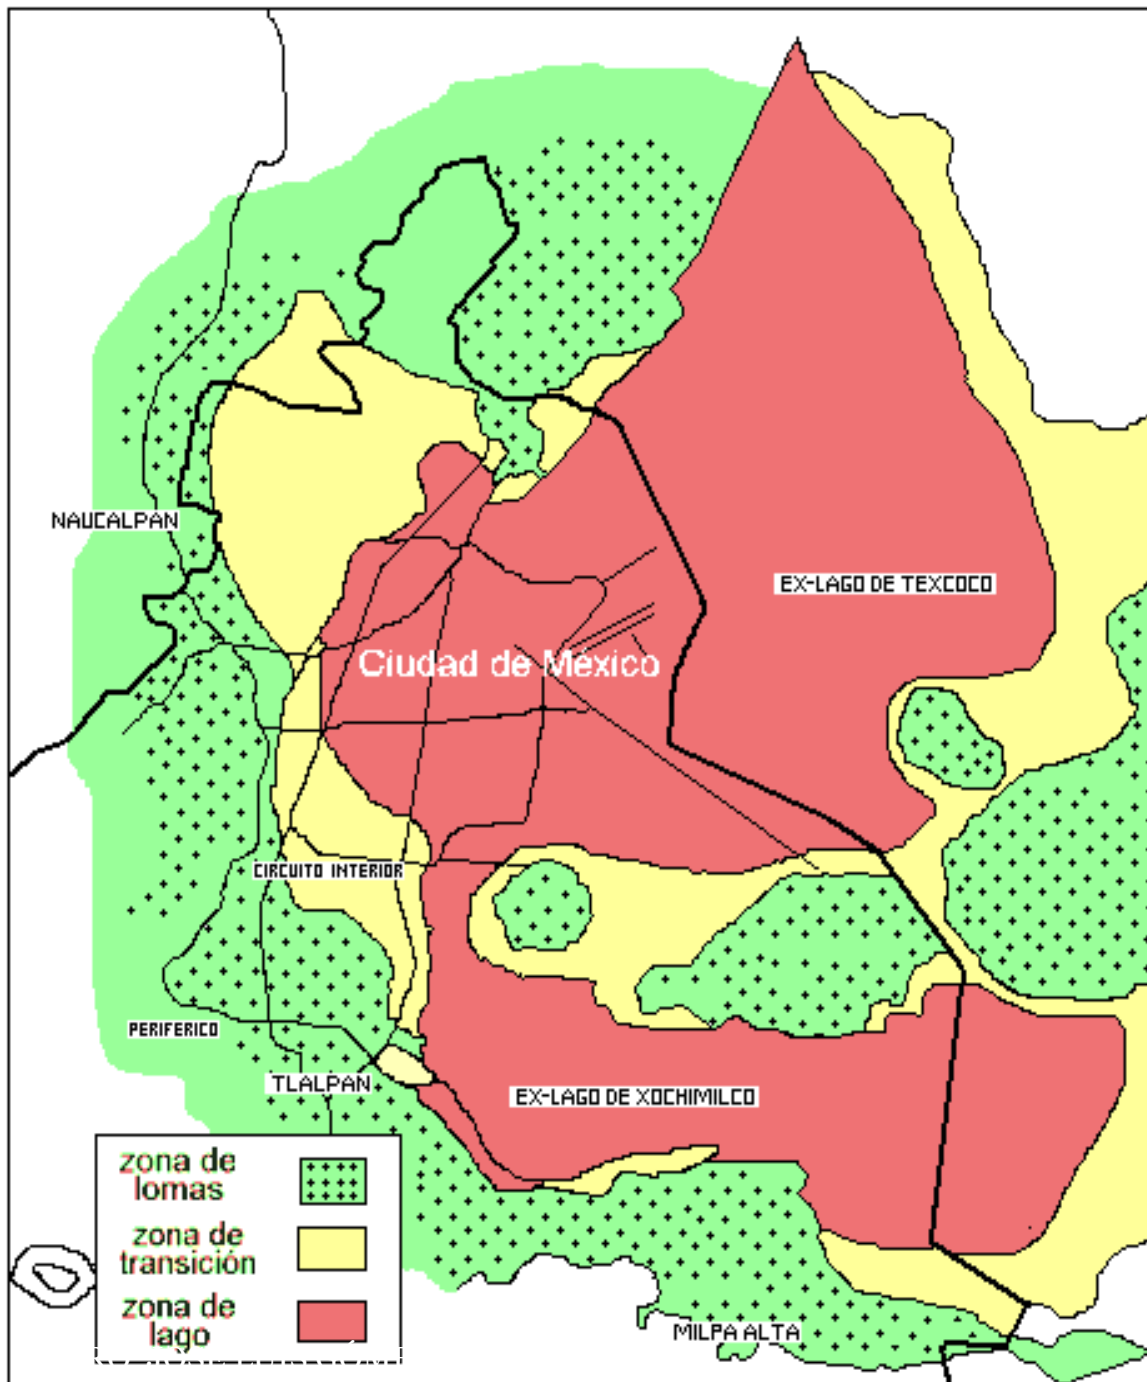 NAUCALPAN
EX-LAGO DE TEXCOCO
Ciudad de México
CIRCUITO INTERIOR
PERIFERICO
TLALPAN
EX-LAGO DE XOCHIMILCO
zona de
lomas
zona de
transición
zona de
lago
MILPA ALTA